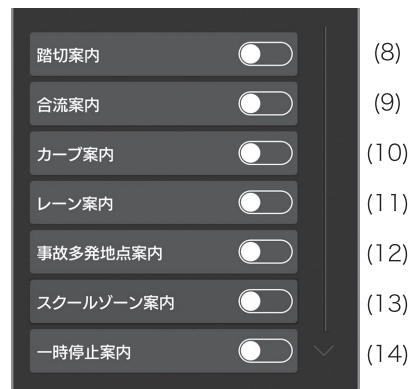 踏切案内 (8)
合流案内 (9)
カーブ案内 (10)
レーン案内 (11)
事故多発地点案内 (12)
スクールゾーン案内 (13)
一時停止案内 (14)